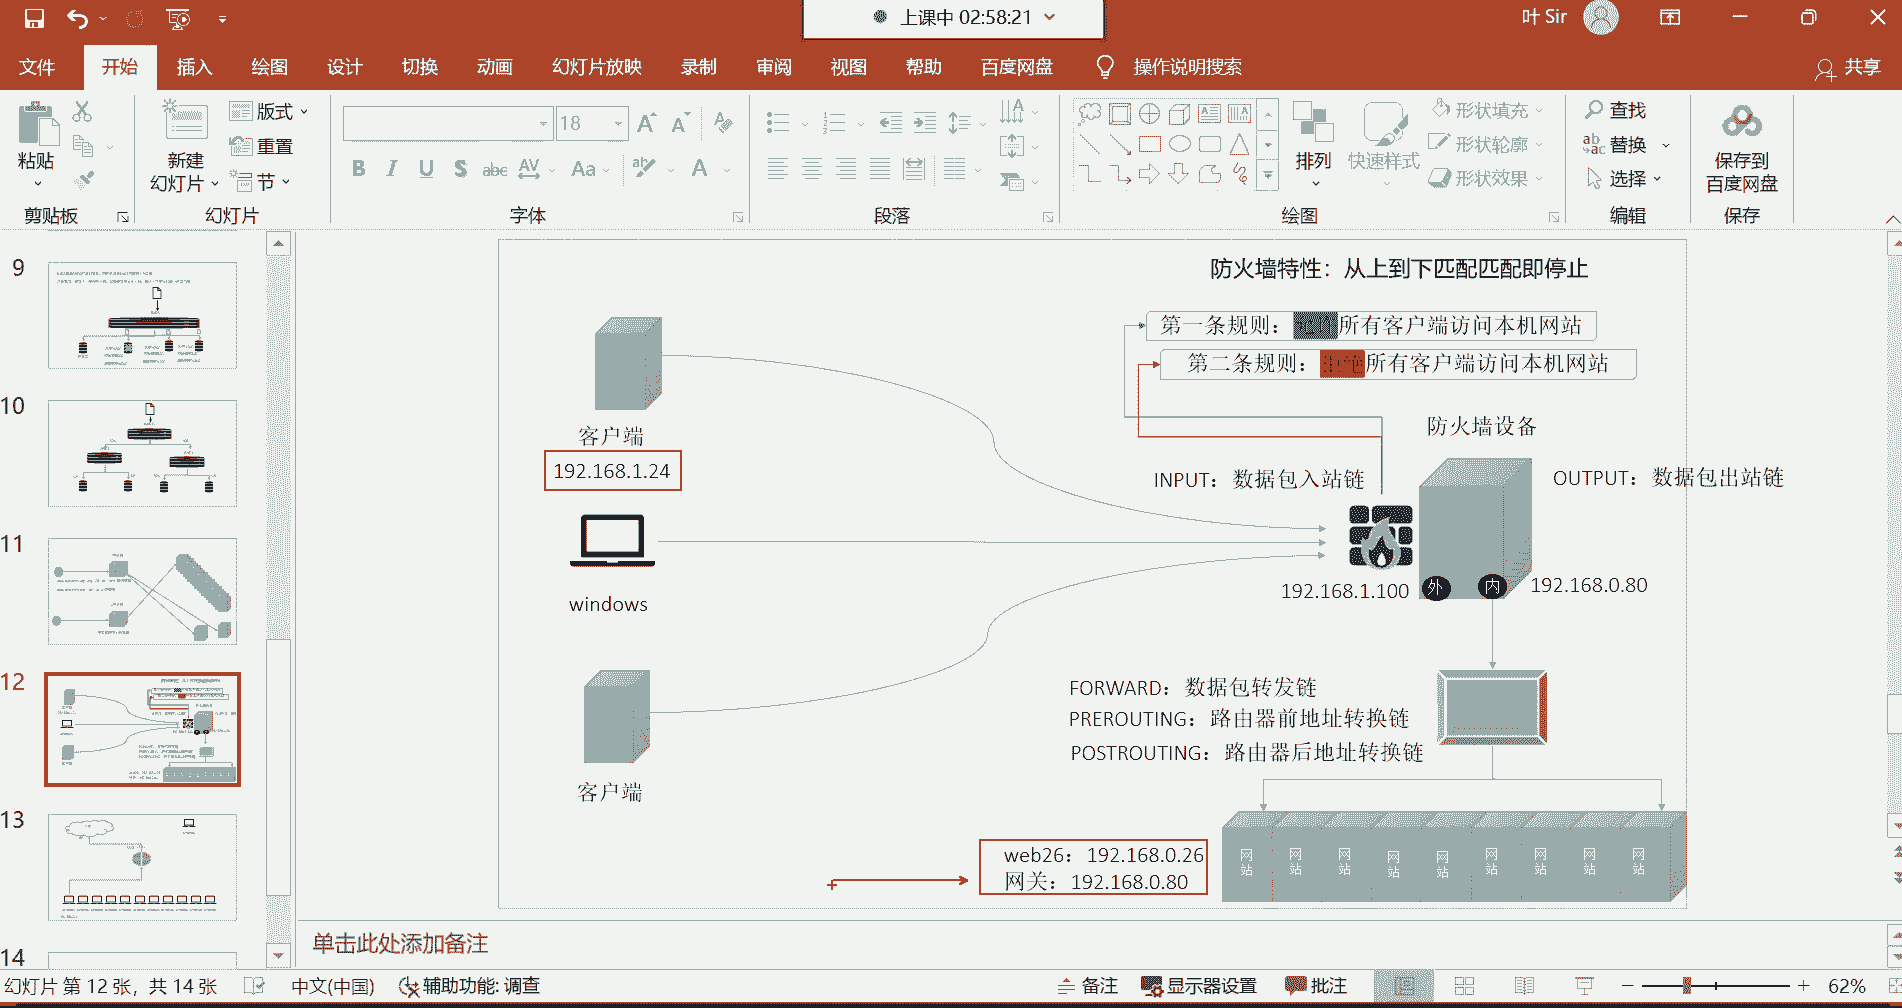 上课中 02:58:21
叶 Sir
文件 开始 插入 绘图 设计 切换 动画 幻灯片放映 录制 审阅 视图 帮助 百度网盘 操作说明搜索 共享
粘贴
剪贴板
新建
幻灯片
版式
重置
节
幻灯片
18
字体
段落
排列
快速样式
形状填充
形状轮廓
形状效果
绘图
查找
替换
选择
编辑
保存到
百度网盘
保存
9
10
11
12
13
14
防火墙特性：从上到下匹配匹配即停止
第一条规则：所有客户端访问本机网站
第二条规则：所有客户端访问本机网站
防火墙设备
客户端
192.168.1.24
INPUT：数据包入站链
OUTPUT：数据包出站链
windows
192.168.1.100
外
内
192.168.0.80
客户端
FORWARD：数据包转发链
PREROUTING：路由器前地址转换链
POSTROUTING：路由器后地址转换链
web26：192.168.0.26
网关：192.168.0.80
网站 网站 网站 网站 网站 网站 网站 网站 网站
单击此处添加备注
幻灯片 第 12 张，共 14 张 中文(中国) 辅助功能: 调查 备注 显示器设置 批注 62%